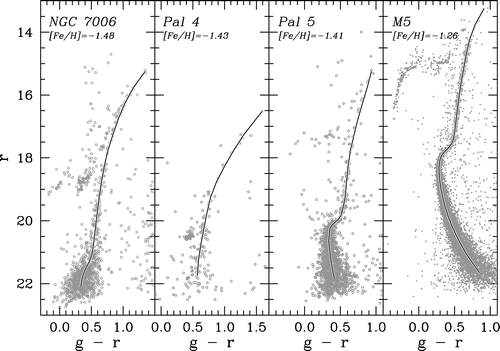 NGC 7006 Pal 4 Pal 5 M5
[Fe/H]=−1.48 [Fe/H]=−1.43 [Fe/H]=−1.41 [Fe/H]=−1.26
14
16
r
18
20
22
0.0 0.5 1.0 0.0 0.5 1.0 1.5 0.0 0.5 1.0 0.0 0.5 1.0
g − r g − r g − r g − r